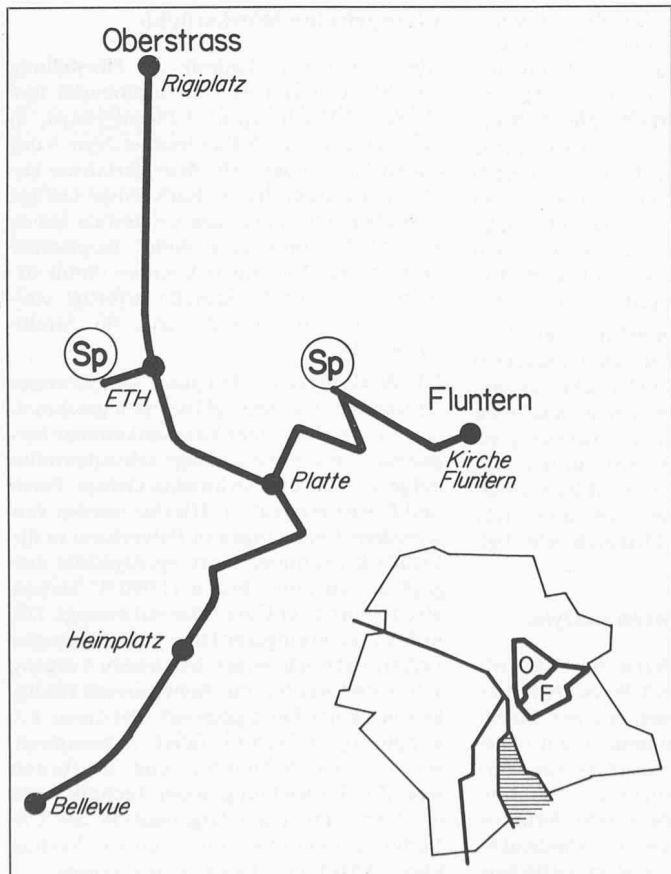 Oberstrass
Rigiplatz
Sp
ETH
Sp
Fluntern
Kirche
Fluntern
Platte
Heimplatz
Bellevue
O
F